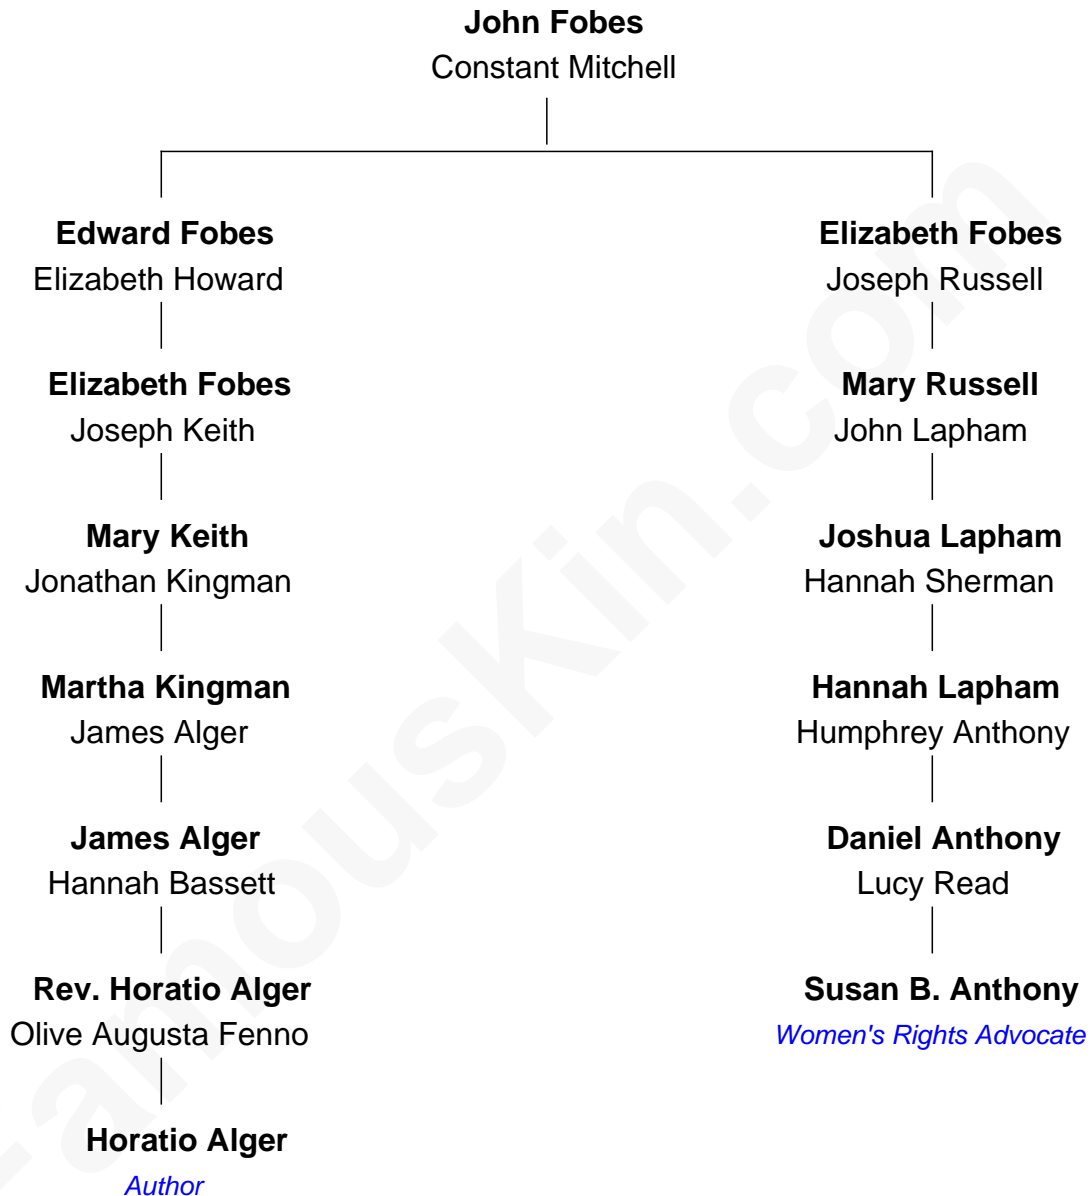 John Fobes
Constant Mitchell
Edward Fobes
Elizabeth Howard
Elizabeth Fobes
Joseph Russell
Elizabeth Fobes
Joseph Keith
Mary Russell
John Lapham
Mary Keith
Jonathan Kingman
Joshua Lapham
Hannah Sherman
Martha Kingman
James Alger
Hannah Lapham
Humphrey Anthony
James Alger
Hannah Bassett
Daniel Anthony
Lucy Read
Rev. Horatio Alger
Olive Augusta Fenno
Susan B. Anthony
Women's Rights Advocate
Horatio Alger
Author
FamousKin.com